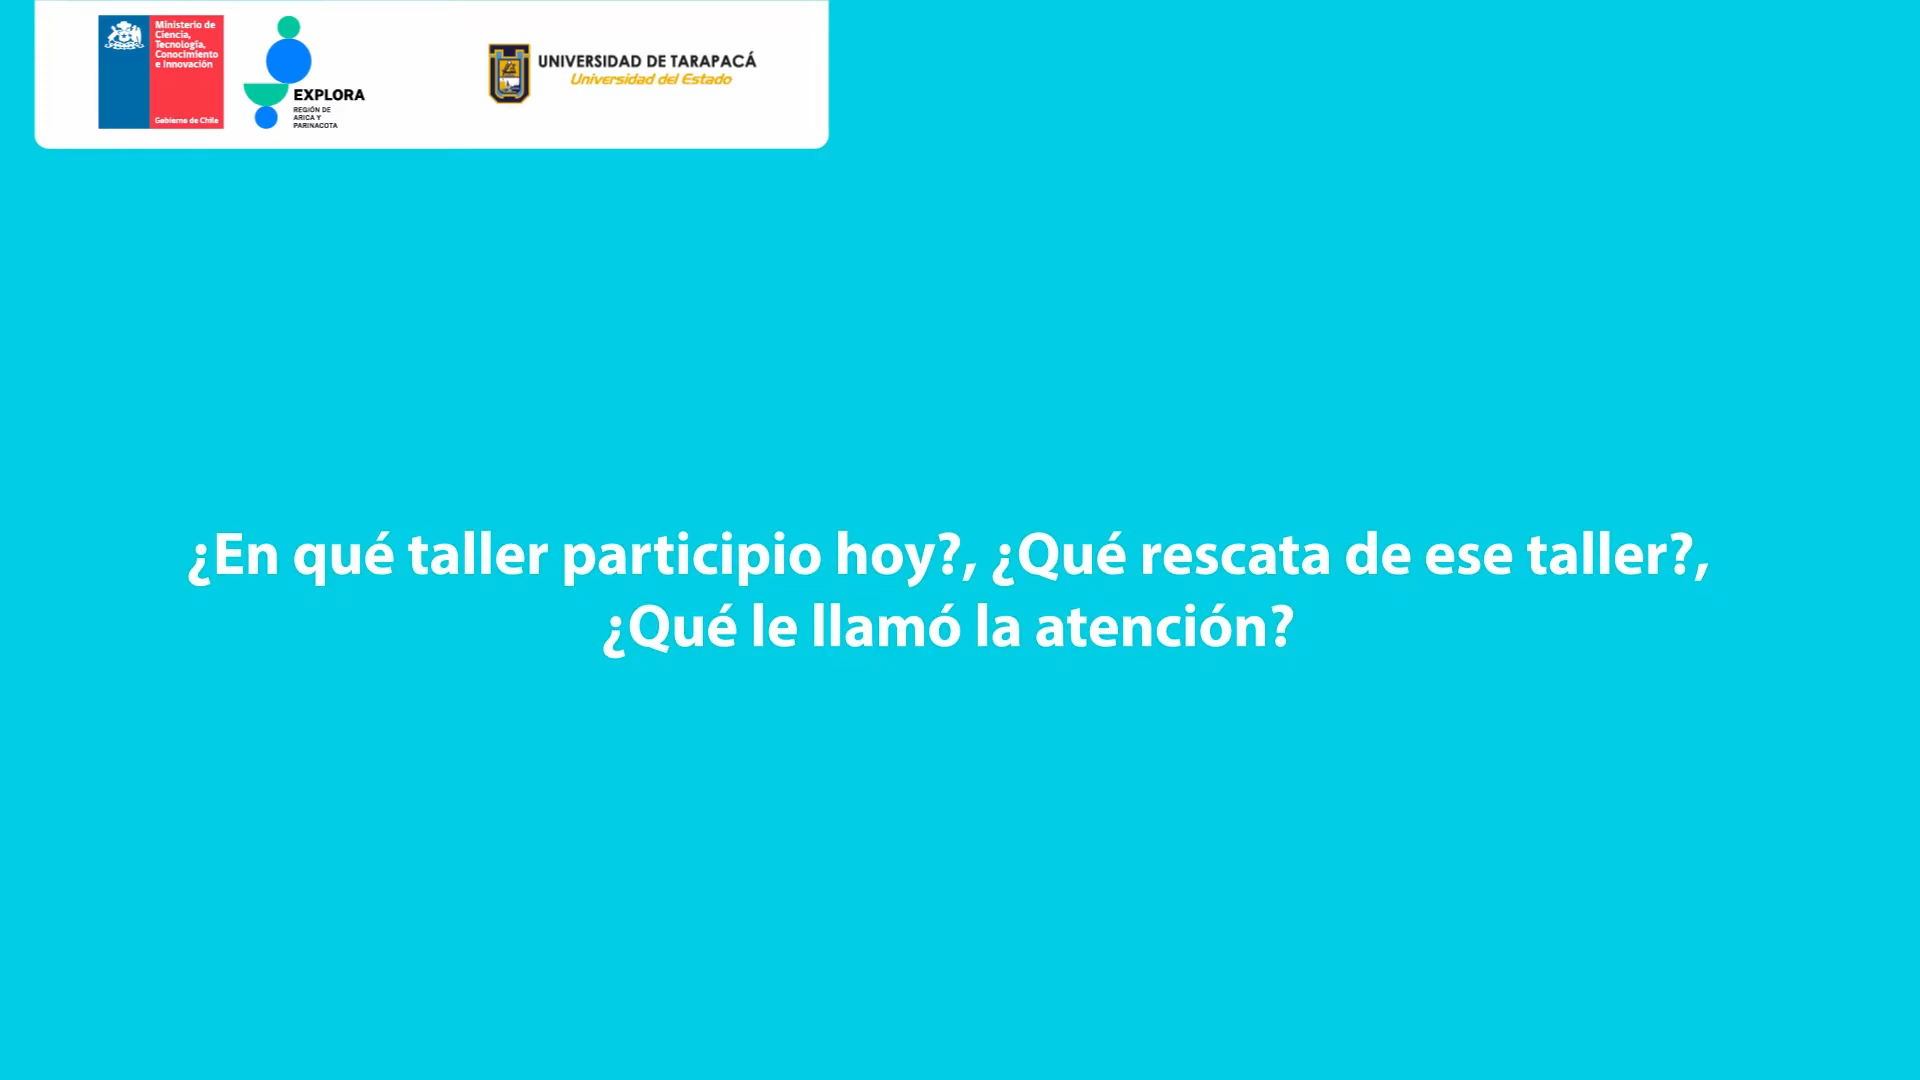 Ministerio de
Ciencia,
Tecnología,
Conocimiento
e Innovación
Gobierno de Chile
EXPLORA
REGIÓN DE
ARICA Y
PARINACOTA
UNIVERSIDAD DE TARAPACÁ
Universidad del Estado
¿En qué taller participio hoy?, ¿Qué rescata de ese taller?,
¿Qué le llamó la atención?